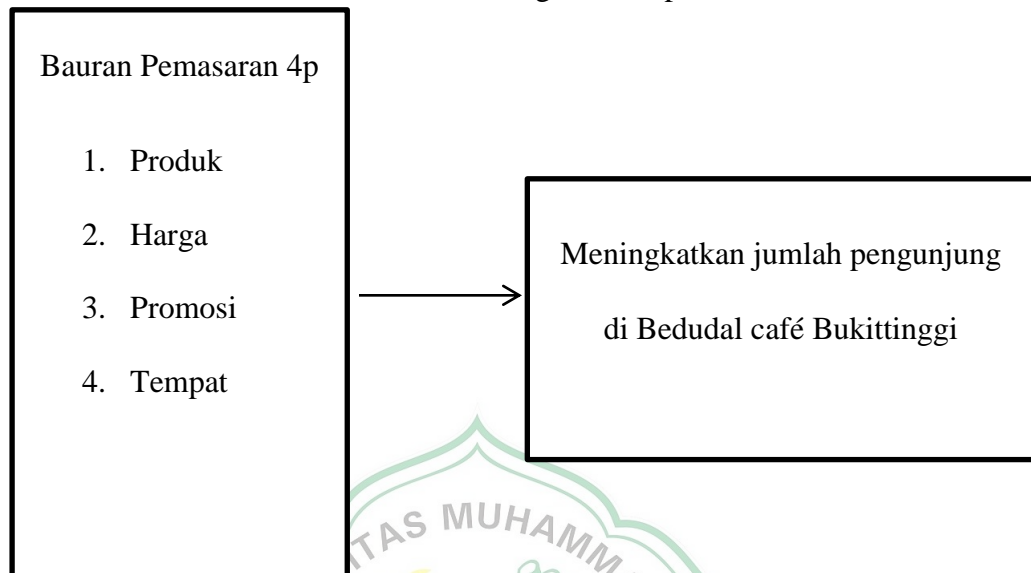 Bauran Pemasaran 4p
1. Produk
2. Harga
3. Promosi
4. Tempat
Meningkatkan jumlah pengunjung
di Bedudal café Bukittinggi
TAS MUHAMM